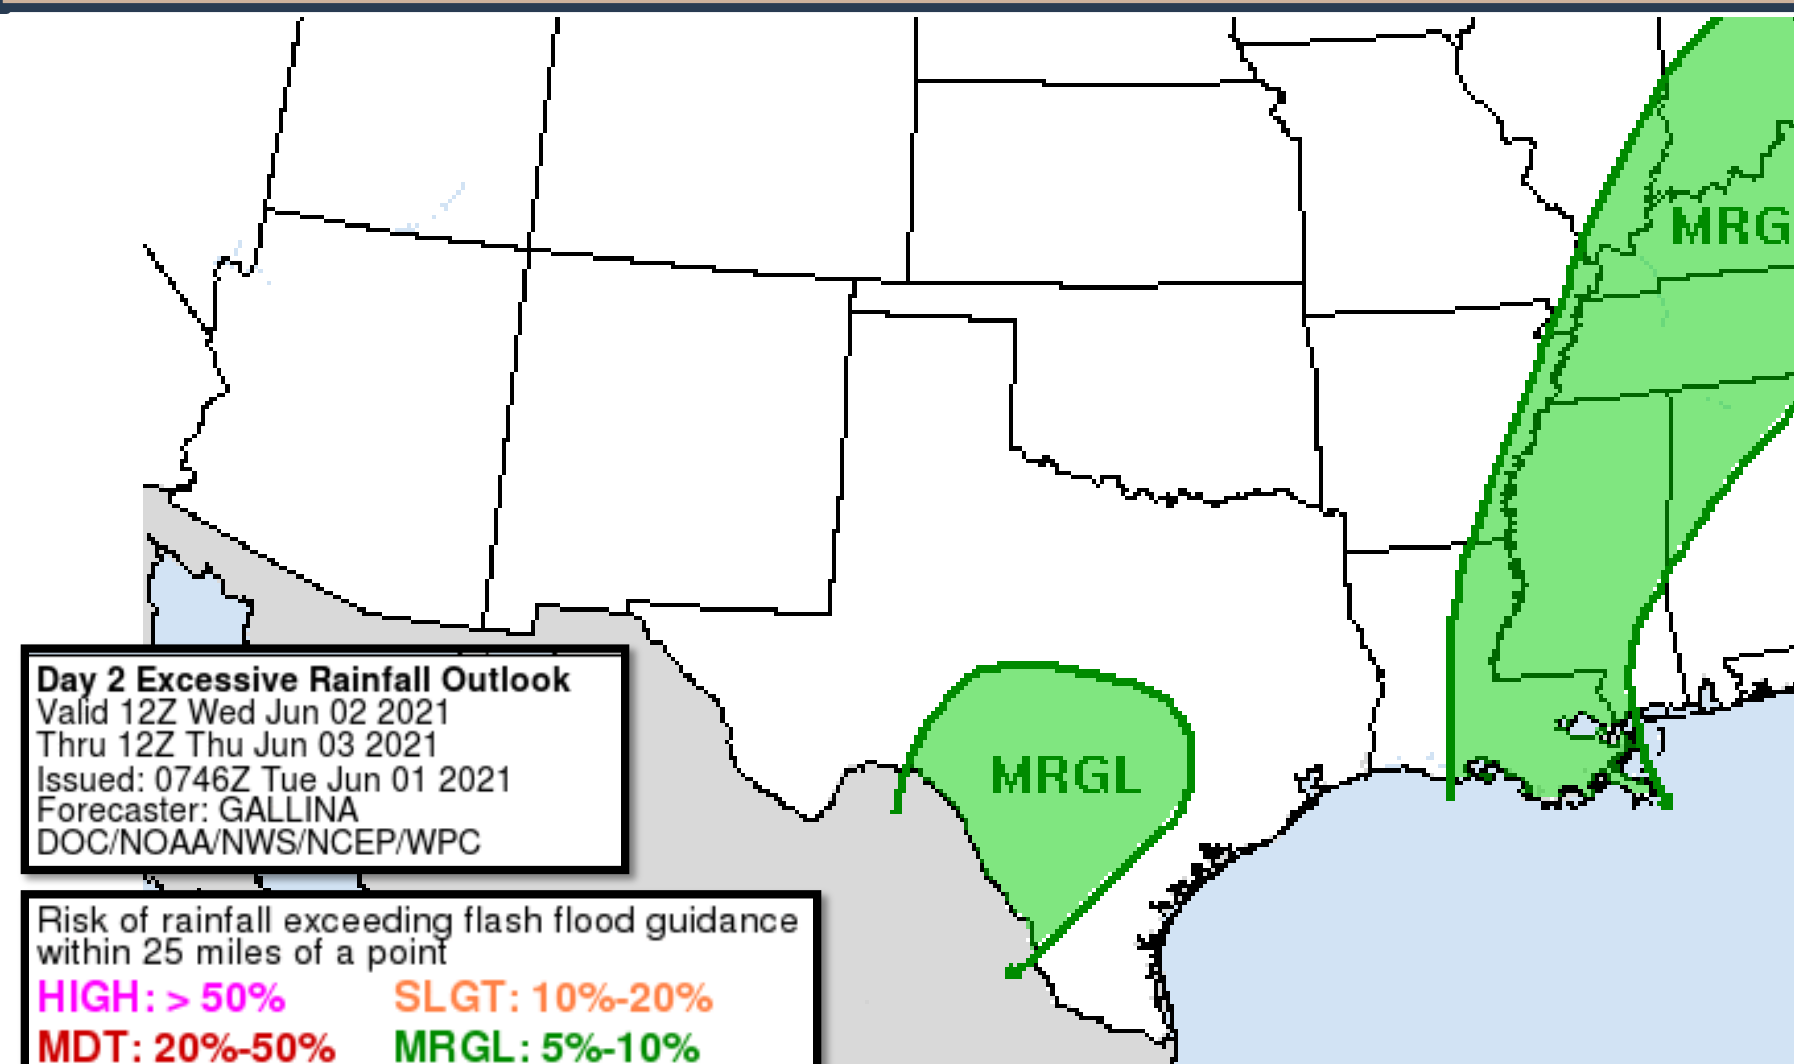 MRG
MRGL
Day 2 Excessive Rainfall Outlook
Valid 12Z Wed Jun 02 2021
Thru 12Z Thu Jun 03 2021
Issued: 0746Z Tue Jun 01 2021
Forecaster: GALLINA
DOC/NOAA/NWS/NCEP/WPC
Risk of rainfall exceeding flash flood guidance
within 25 miles of a point
HIGH: > 50% SLGT: 10%-20%
MDT: 20%-50% MRGL: 5%-10%